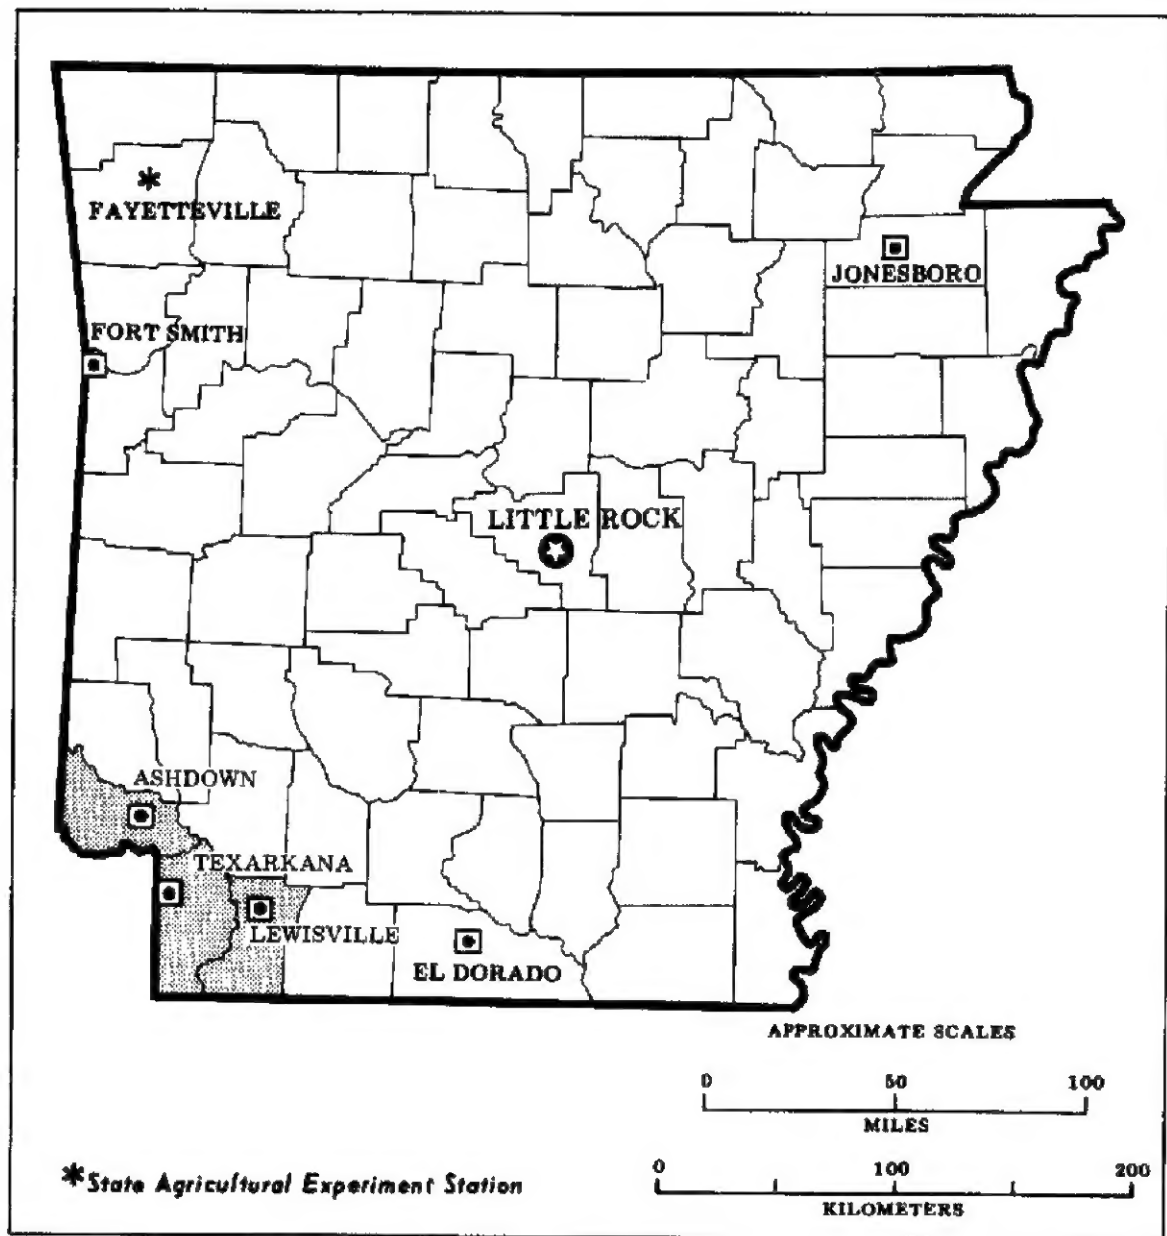 FAYETTEVILLE
JONESBORO
FORT SMITH
LITTLE ROCK
ASHDOWN
TEXARKANA
LEWISVILLE
EL DORADO
APPROXIMATE SCALES
0 50 100
MILES
0 100 200
KILOMETERS
*State Agricultural Experiment Station